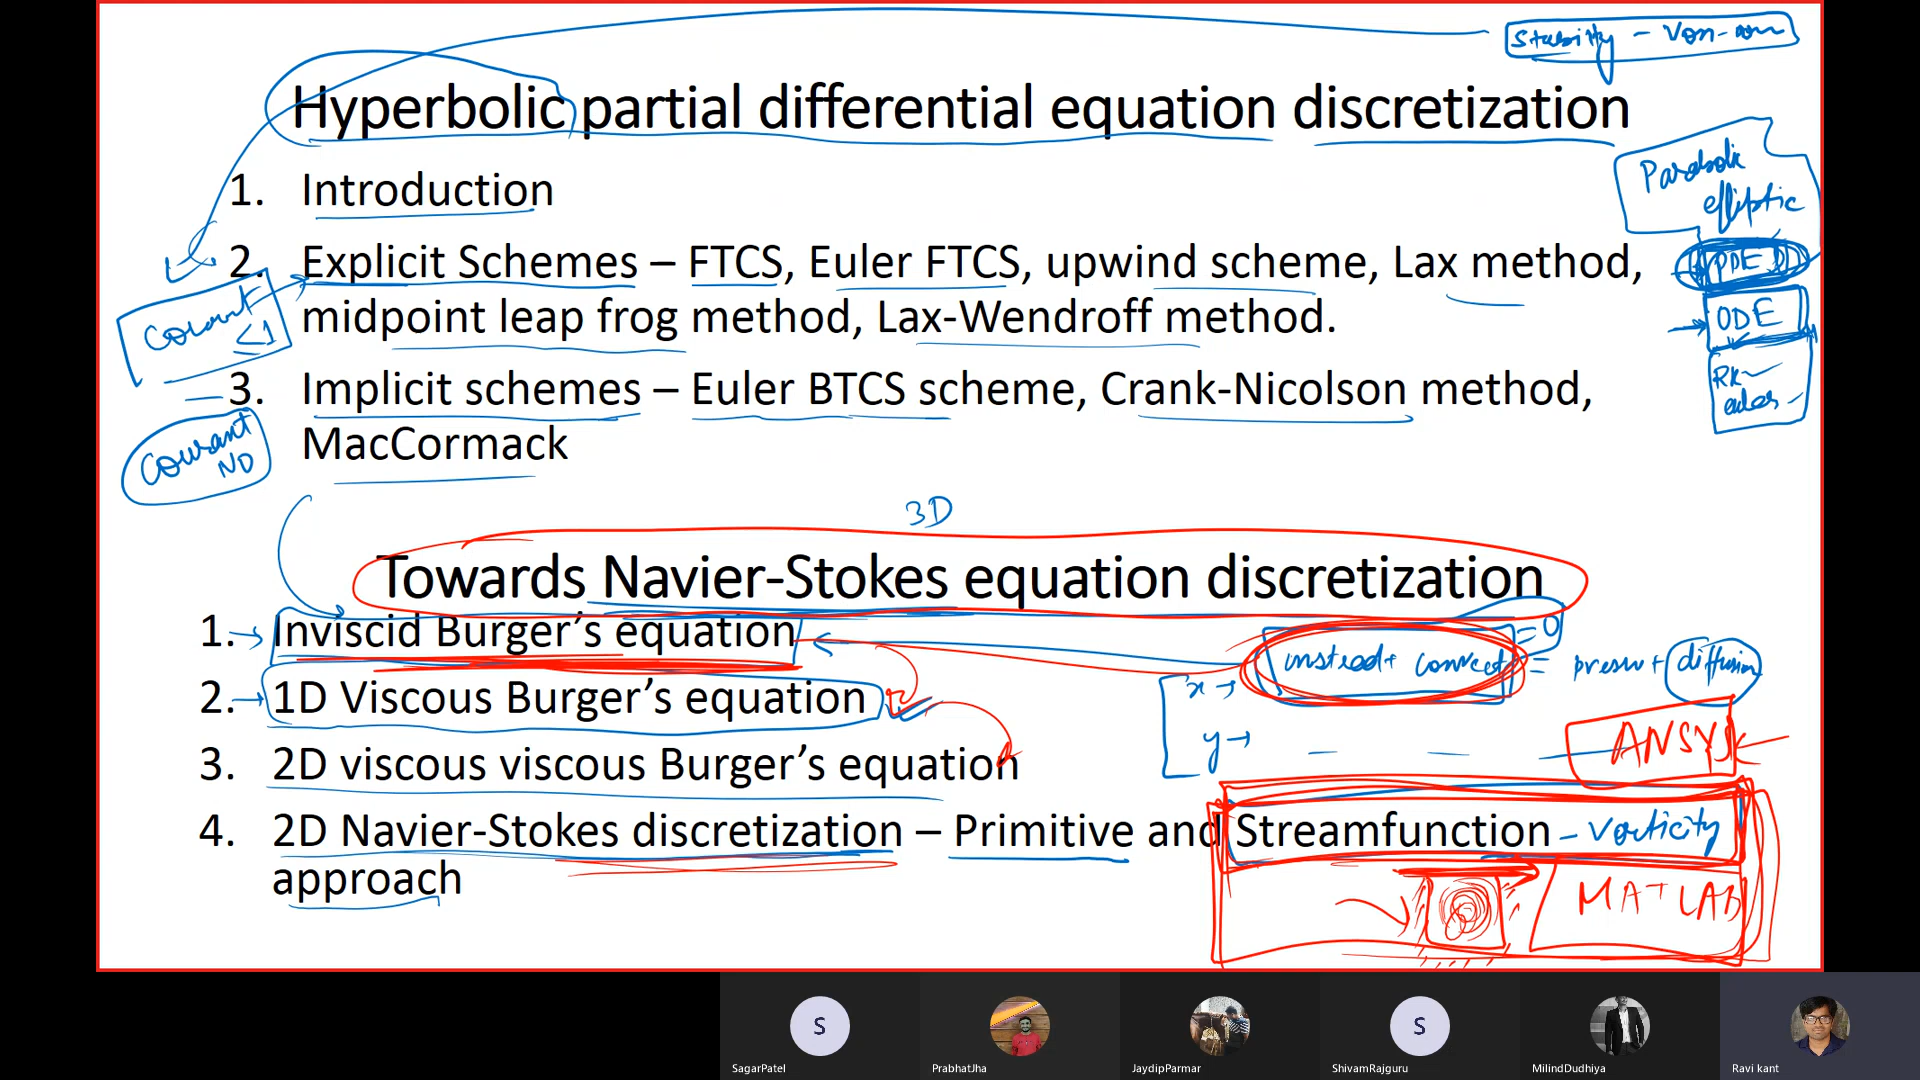 Stability - Von-
Hyperbolic partial differential equation discretization
Parabolic
elliptic
PDE
ODE
RK
euler
1. Introduction
2. Explicit Schemes – FTCS, Euler FTCS, upwind scheme, Lax method,
midpoint leap frog method, Lax-Wendroff method.
3. Implicit schemes – Euler BTCS scheme, Crank-Nicolson method,
MacCormack
≤1
Courant
NO
3D
Towards Navier-Stokes equation discretization
1. Inviscid Burger’s equation
= 0
x → = + diffusion
2. 1D Viscous Burger’s equation
y →
ANSYS
3. 2D viscous viscous Burger’s equation
4. 2D Navier-Stokes discretization – Primitive and Streamfunction - Vorticity
approach
MATLAB
S
S
SagarPatel
PrabhatJha
JaydipParmar
ShivamRajguru
MilindDudhiya
Ravi kant